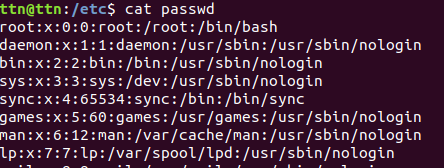 ttn@ttn:/etc$ cat passwd
root:x:0:0:root:/root:/bin/bash
daemon:x:1:1:daemon:/usr/sbin:/usr/sbin/nologin
bin:x:2:2:bin:/bin:/usr/sbin/nologin
sys:x:3:3:sys:/dev:/usr/sbin/nologin
sync:x:4:65534:sync:/bin:/bin/sync
games:x:5:60:games:/usr/games:/usr/sbin/nologin
man:x:6:12:man:/var/cache/man:/usr/sbin/nologin
lp:x:7:7:lp:/var/spool/lpd:/usr/sbin/nologin